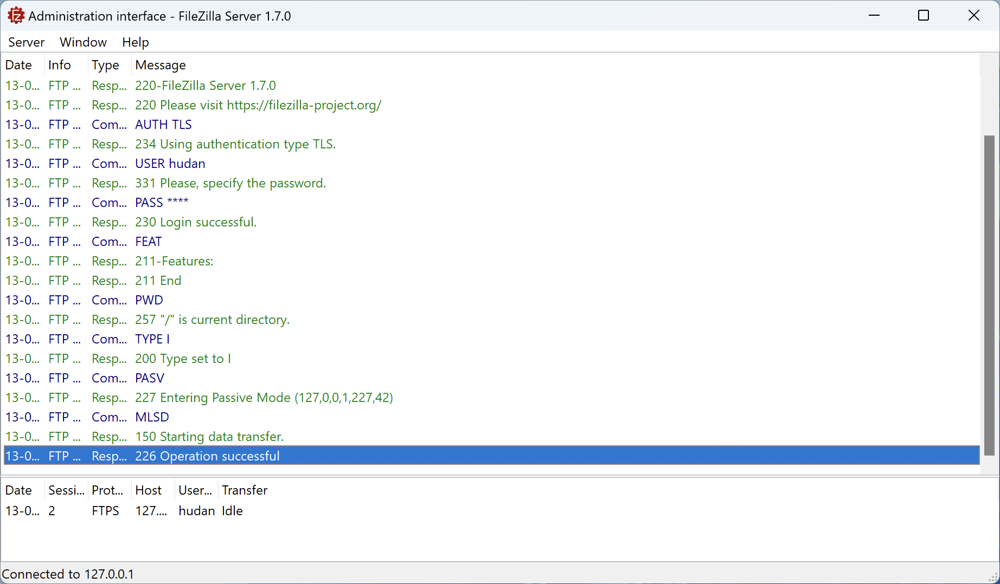 Administration interface - FileZilla Server 1.7.0
Server Window Help
Date Info Type Message
13-0... FTP ... Resp... 220-FileZilla Server 1.7.0
13-0... FTP ... Resp... 220 Please visit https://filezilla-project.org/
13-0... FTP ... Com... AUTH TLS
13-0... FTP ... Resp... 234 Using authentication type TLS.
13-0... FTP ... Com... USER hudan
13-0... FTP ... Resp... 331 Please, specify the password.
13-0... FTP ... Com... PASS ****
13-0... FTP ... Resp... 230 Login successful.
13-0... FTP ... Com... FEAT
13-0... FTP ... Resp... 211-Features:
13-0... FTP ... Resp... 211 End
13-0... FTP ... Com... PWD
13-0... FTP ... Resp... 257 "/" is current directory.
13-0... FTP ... Com... TYPE I
13-0... FTP ... Resp... 200 Type set to I
13-0... FTP ... Com... PASV
13-0... FTP ... Resp... 227 Entering Passive Mode (127,0,0,1,227,42)
13-0... FTP ... Com... MLSD
13-0... FTP ... Resp... 150 Starting data transfer.
13-0... FTP ... Resp... 226 Operation successful
Date Sessi... Prot... Host User... Transfer
13-0... 2 FTPS 127.... hudan Idle
Connected to 127.0.0.1